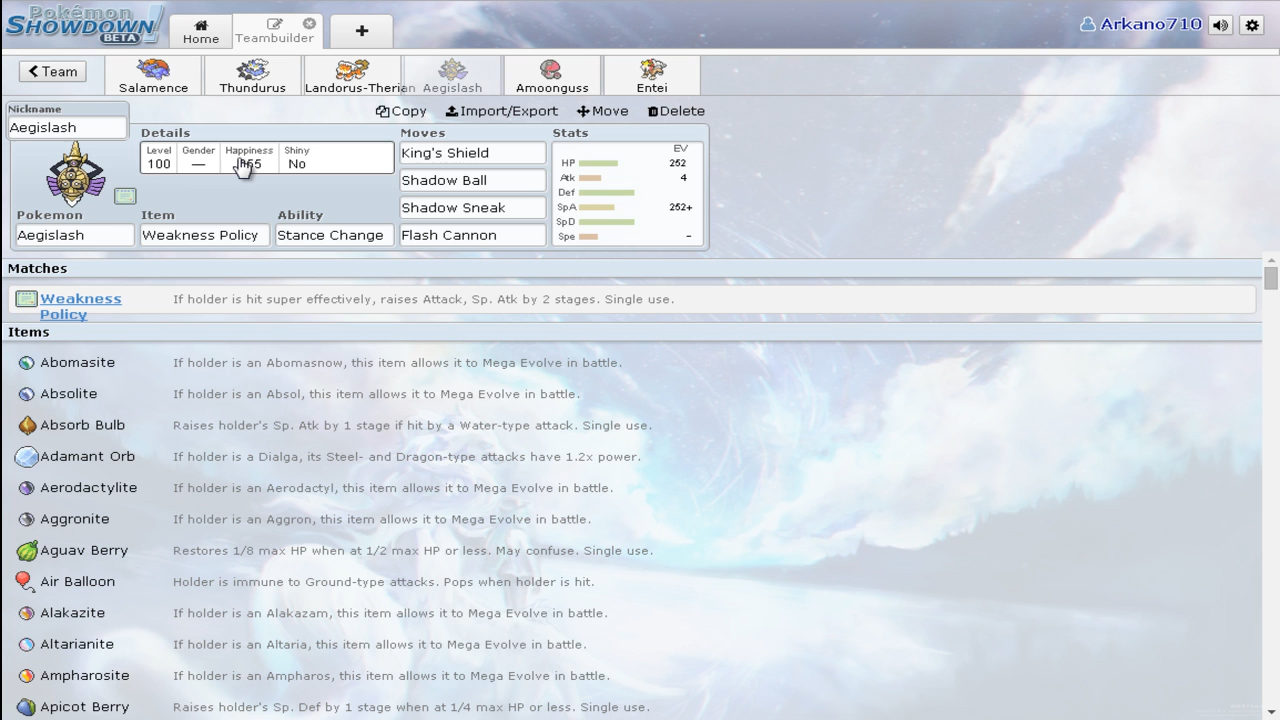 Pokémon
SHOWDOWN!
BETA
Home
Teambuilder
+
Arkano710
Team
Salamence
Thundurus
Landorus-Therian
Aegislash
Amoonguss
Entei
Nickname
Aegislash
Copy
Import/Export
Move
Delete
Details
Level
100
Gender
—
Happiness
Shiny
No
Moves
King's Shield
Shadow Ball
Shadow Sneak
Flash Cannon
Stats
EV
HP 252
Atk 4
Def
SpA 252+
SpD
Spe -
Pokemon
Aegislash
Item
Weakness Policy
Ability
Stance Change
Matches
Weakness Policy If holder is hit super effectively, raises Attack, Sp. Atk by 2 stages. Single use.
Items
Abomasite If holder is an Abomasnow, this item allows it to Mega Evolve in battle.
Absolite If holder is an Absol, this item allows it to Mega Evolve in battle.
Absorb Bulb Raises holder's Sp. Atk by 1 stage if hit by a Water-type attack. Single use.
Adamant Orb If holder is a Dialga, its Steel- and Dragon-type attacks have 1.2x power.
Aerodactylite If holder is an Aerodactyl, this item allows it to Mega Evolve in battle.
Aggronite If holder is an Aggron, this item allows it to Mega Evolve in battle.
Aguav Berry Restores 1/8 max HP when at 1/2 max HP or less. May confuse. Single use.
Air Balloon Holder is immune to Ground-type attacks. Pops when holder is hit.
Alakazite If holder is an Alakazam, this item allows it to Mega Evolve in battle.
Altarianite If holder is an Altaria, this item allows it to Mega Evolve in battle.
Ampharosite If holder is an Ampharos, this item allows it to Mega Evolve in battle.
Apicot Berry Raises holder's Sp. Def by 1 stage when at 1/4 max HP or less. Single use.